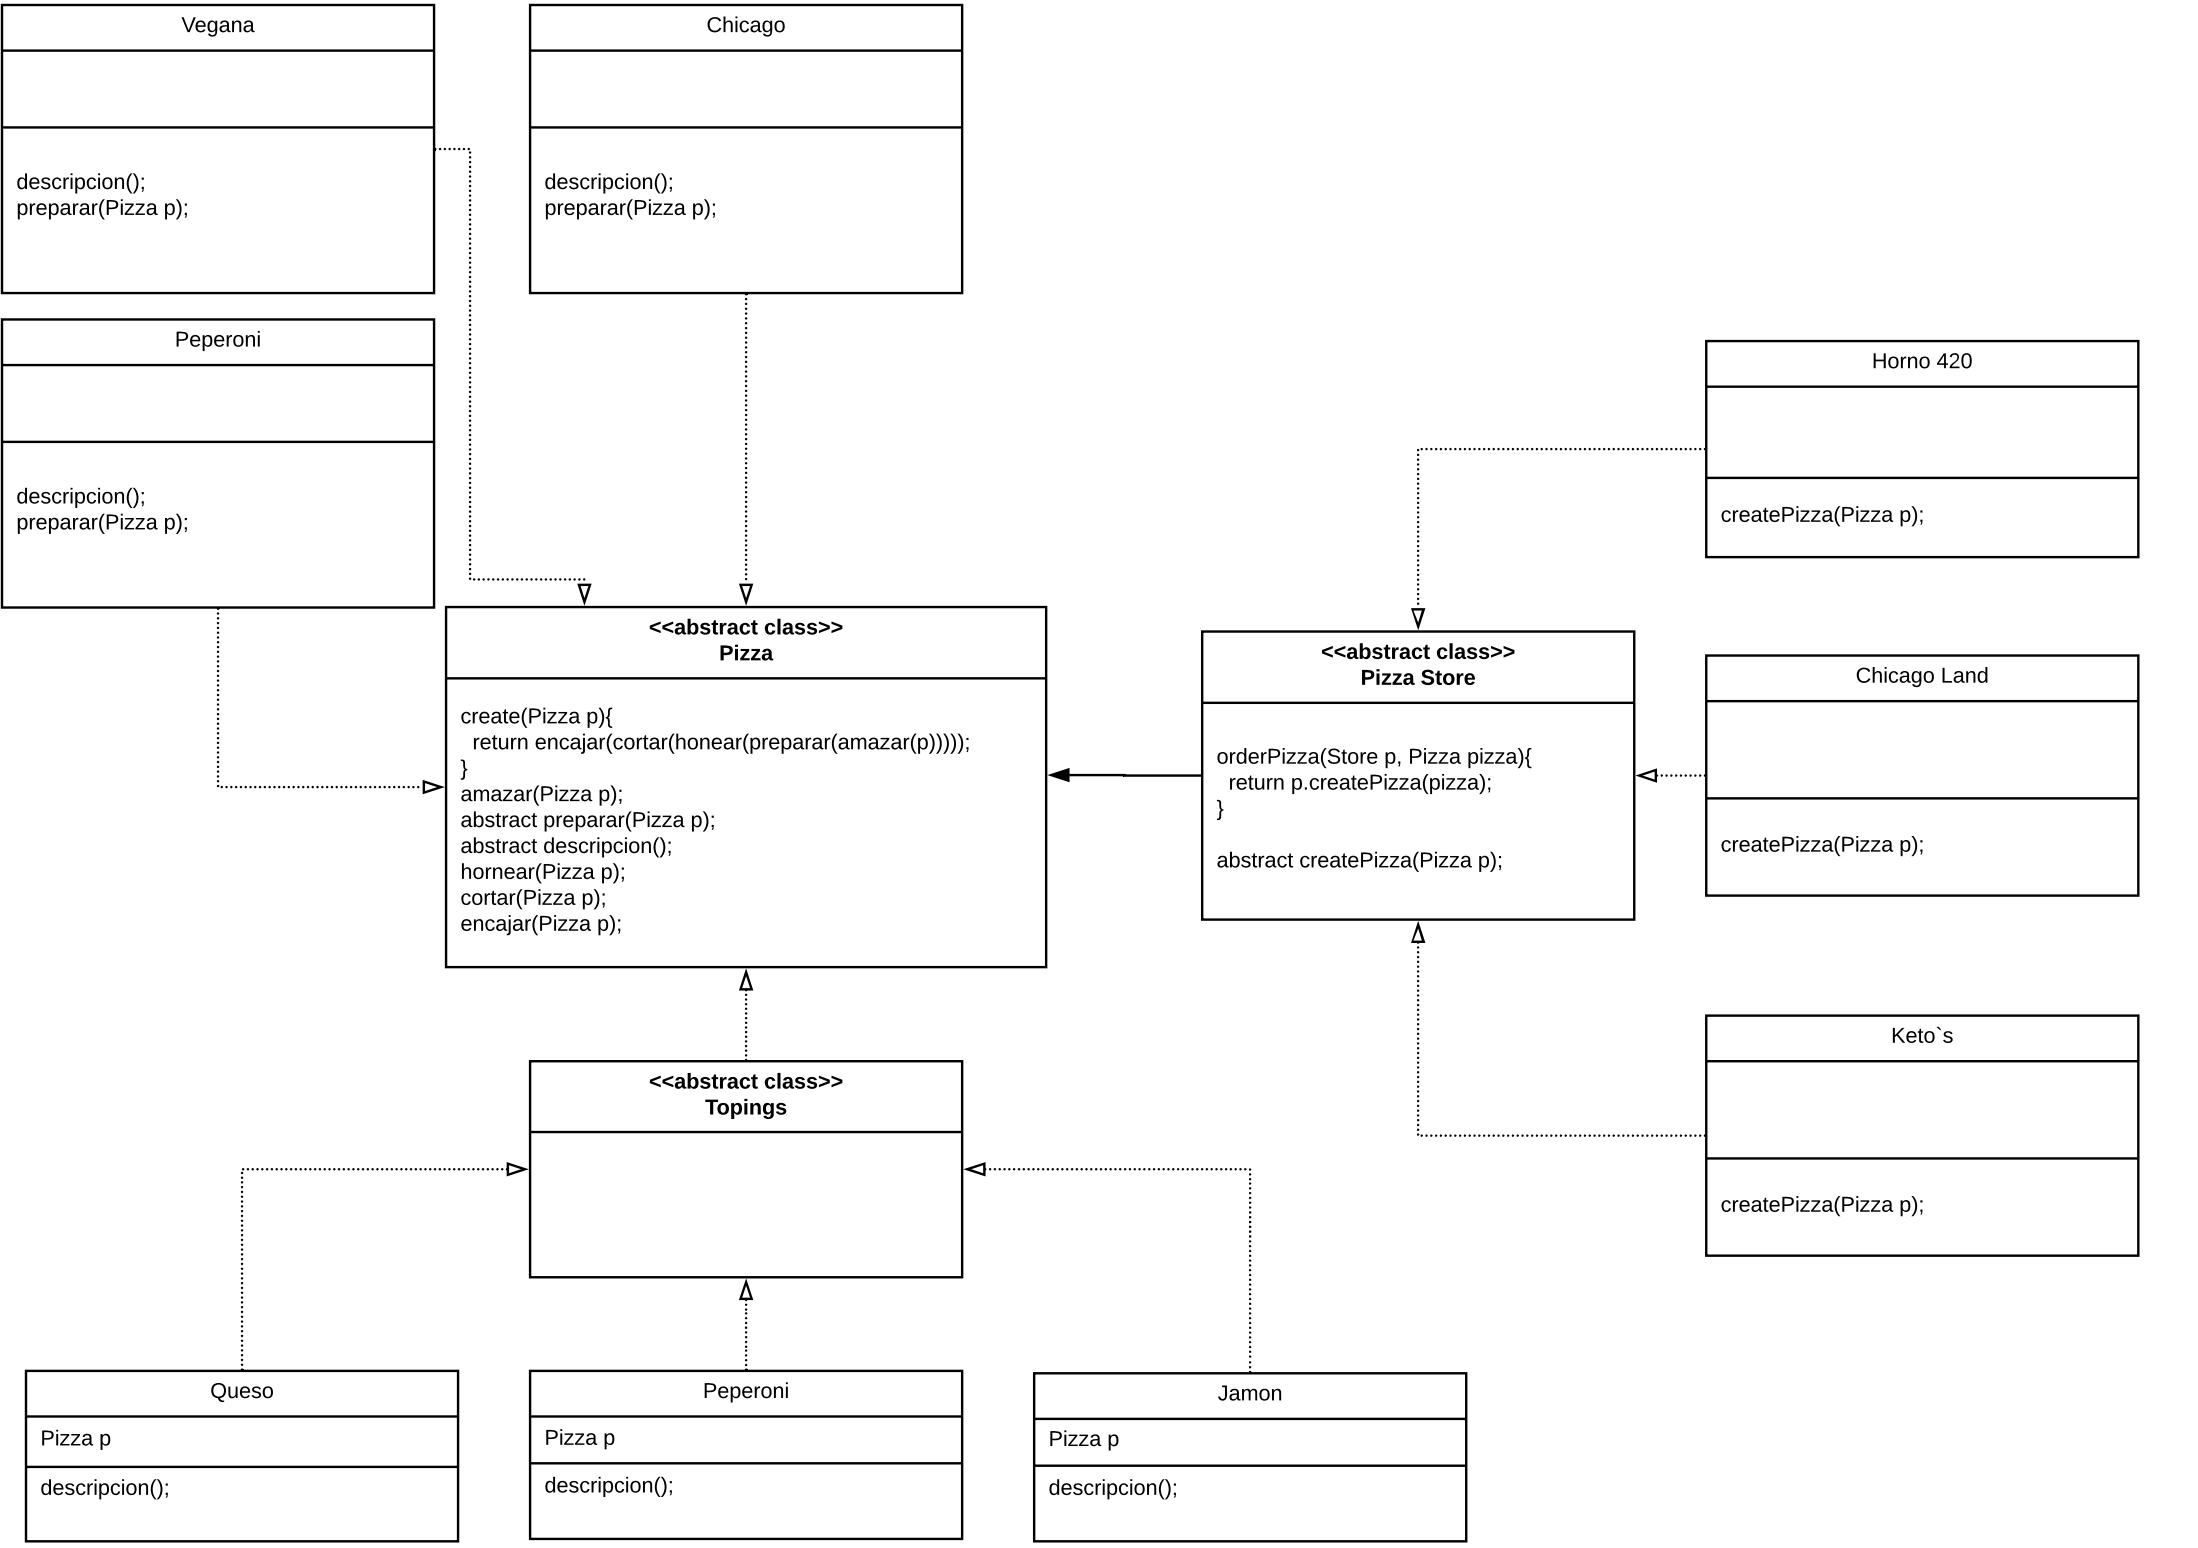 Vegana
descripcion();
preparar(Pizza p);
Chicago
descripcion();
preparar(Pizza p);
Peperoni
descripcion();
preparar(Pizza p);
Horno 420
createPizza(Pizza p);
<<abstract class>>
Pizza
create(Pizza p){
return encajar(cortar(honear(preparar(amazar(p)))));
}
amazar(Pizza p);
abstract preparar(Pizza p);
abstract descripcion();
hornear(Pizza p);
cortar(Pizza p);
encajar(Pizza p);
<<abstract class>>
Pizza Store
orderPizza(Store p, Pizza pizza){
return p.createPizza(pizza);
}
abstract createPizza(Pizza p);
Chicago Land
createPizza(Pizza p);
Keto`s
createPizza(Pizza p);
<<abstract class>>
Topings
Queso
Pizza p
descripcion();
Peperoni
Pizza p
descripcion();
Jamon
Pizza p
descripcion();